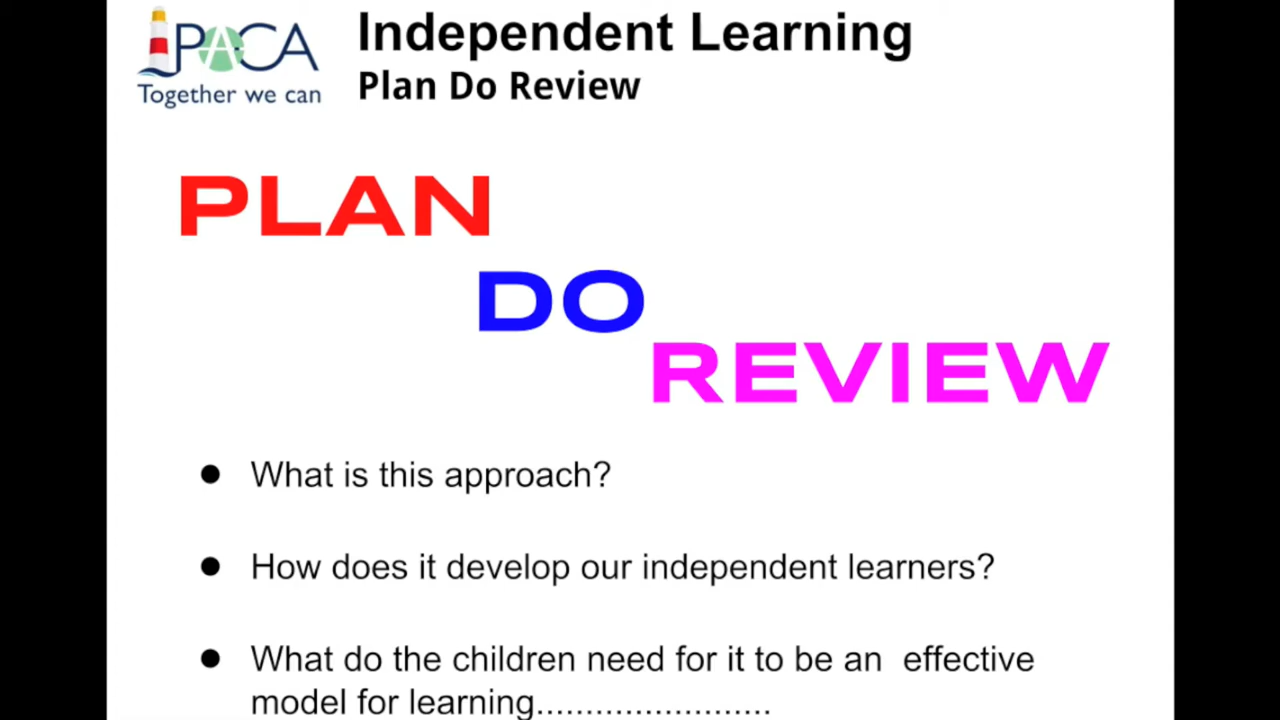 PACA
Together we can
Independent Learning
Plan Do Review
PLAN
DO
REVIEW
● What is this approach?
● How does it develop our independent learners?
● What do the children need for it to be an  effective
model for learning........................